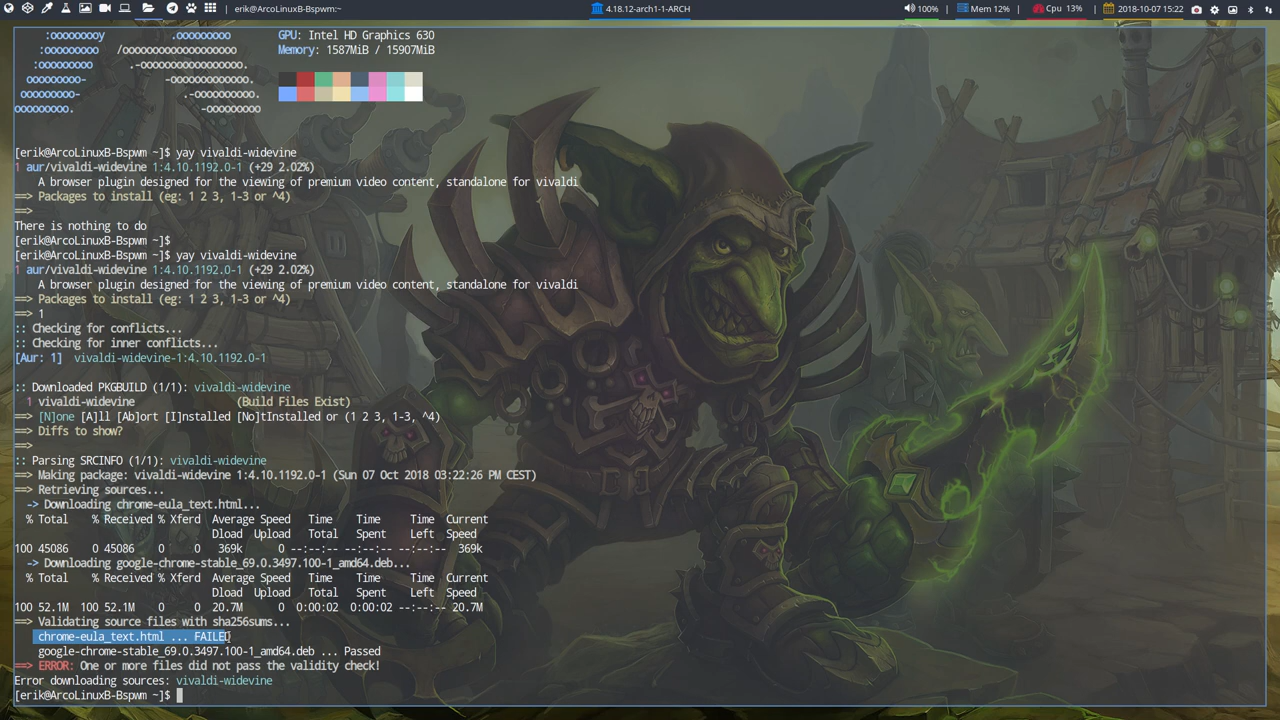 erik@ArcoLinuxB-Bspwm:~
4.18.12-arch1-1-ARCH
100%
Mem 12%
Cpu 13%
2018-10-07 15:22
:ooooooooy .ooooooooo
:ooooooooo /oooooooooooooooooo
:ooooooooo .-oooooooooooooooooo.
ooooooooo- -ooooooooooooo.
ooooooooo- .-oooooooooo.
ooooooooo. -ooooooooo
GPU: Intel HD Graphics 630
Memory: 1587MiB / 15907MiB
[erik@ArcoLinuxB-Bspwm ~]$ yay vivaldi-widevine
1 aur/vivaldi-widevine 1:4.10.1192.0-1 (+29 2.02%)
A browser plugin designed for the viewing of premium video content, standalone for vivaldi
==> Packages to install (eg: 1 2 3, 1-3 or ^4)
==>
There is nothing to do
[erik@ArcoLinuxB-Bspwm ~]$
[erik@ArcoLinuxB-Bspwm ~]$ yay vivaldi-widevine
1 aur/vivaldi-widevine 1:4.10.1192.0-1 (+29 2.02%)
A browser plugin designed for the viewing of premium video content, standalone for vivaldi
==> Packages to install (eg: 1 2 3, 1-3 or ^4)
==> 1
:: Checking for conflicts...
:: Checking for inner conflicts...
[Aur: 1]  vivaldi-widevine-1:4.10.1192.0-1
:: Downloaded PKGBUILD (1/1): vivaldi-widevine
1 vivaldi-widevine (Build Files Exist)
==> [N]one [A]ll [Ab]ort [I]nstalled [No]tInstalled or (1 2 3, 1-3, ^4)
==> Diffs to show?
==>
:: Parsing SRCINFO (1/1): vivaldi-widevine
==> Making package: vivaldi-widevine 1:4.10.1192.0-1 (Sun 07 Oct 2018 03:22:26 PM CEST)
==> Retrieving sources...
-> Downloading chrome-eula_text.html...
% Total % Received % Xferd Average Speed Time Time Time Current
Dload Upload Total Spent Left Speed
100 45086 0 45086 0 0 369k 0 --:--:-- --:--:-- --:--:-- 369k
-> Downloading google-chrome-stable_69.0.3497.100-1_amd64.deb...
% Total % Received % Xferd Average Speed Time Time Time Current
Dload Upload Total Spent Left Speed
100 52.1M 100 52.1M 0 0 20.7M 0 0:00:02 0:00:02 --:--:-- 20.7M
==> Validating source files with sha256sums...
chrome-eula_text.html ... FAILED
google-chrome-stable_69.0.3497.100-1_amd64.deb ... Passed
==> ERROR: One or more files did not pass the validity check!
Error downloading sources: vivaldi-widevine
[erik@ArcoLinuxB-Bspwm ~]$